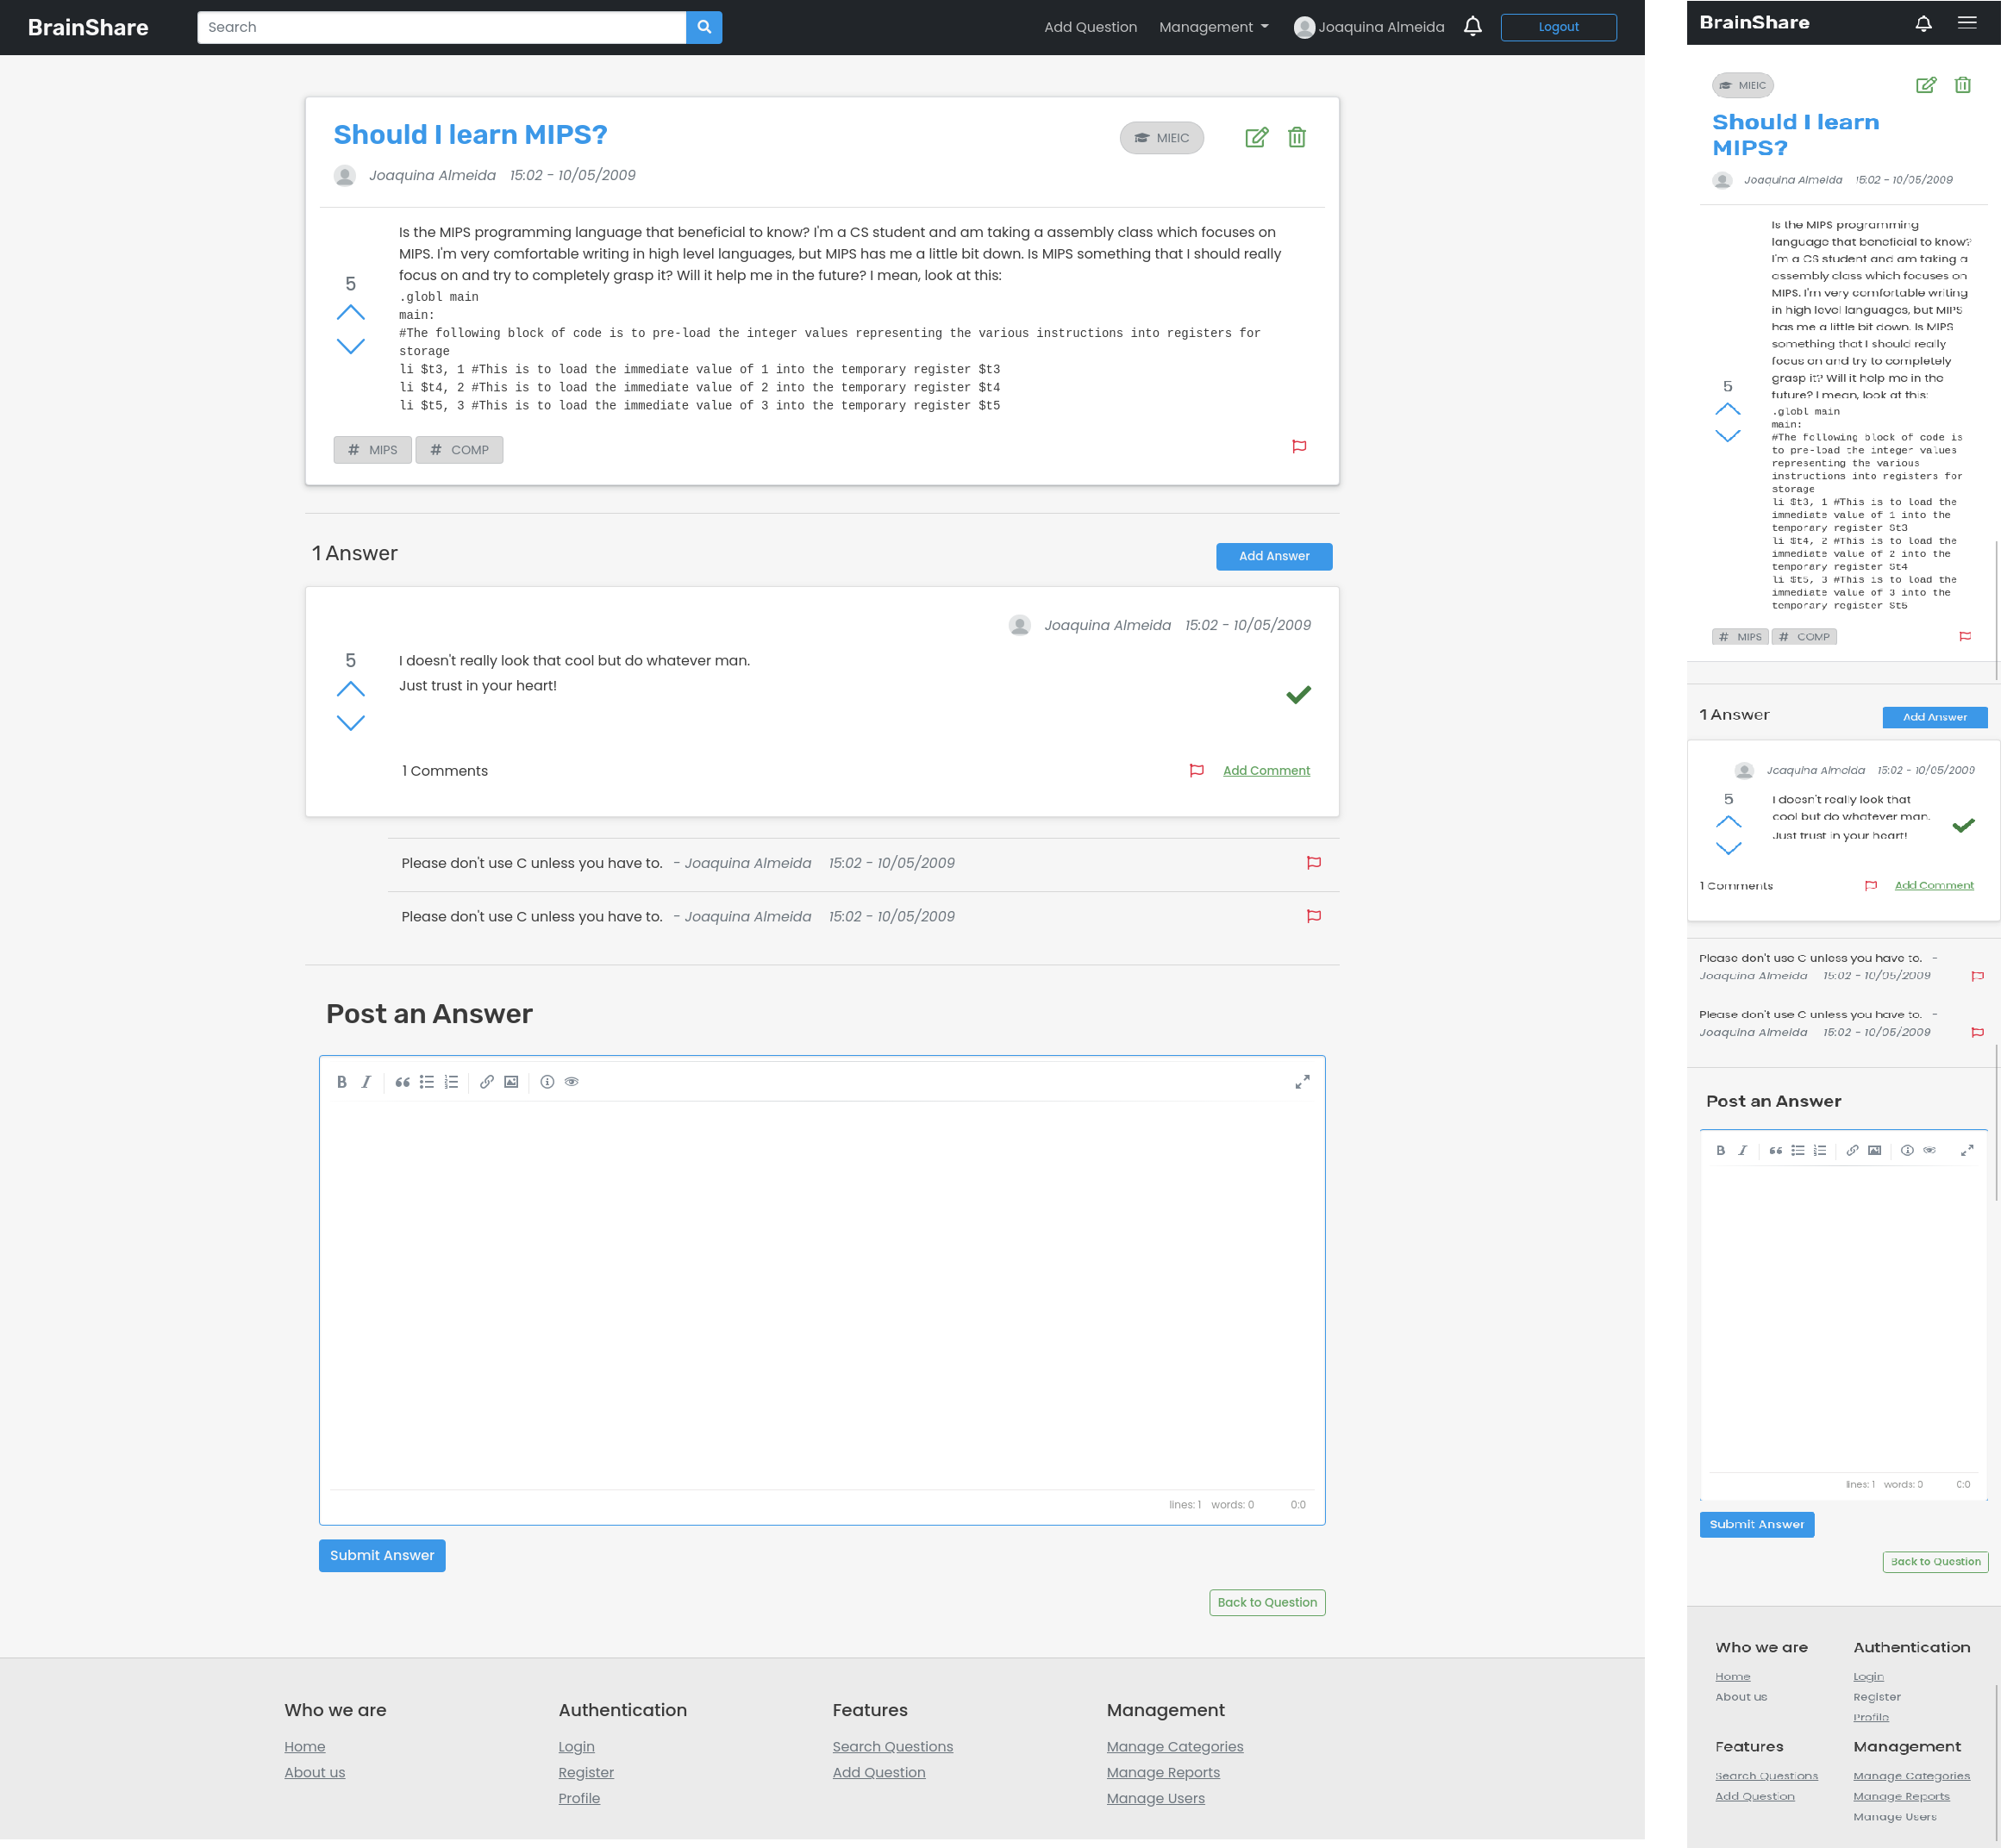 BrainShare
Search
Add Question
Management
Joaquina Almeida
Logout
Should I learn MIPS?
MIEIC
Joaquina Almeida 15:02 - 10/05/2009
Is the MIPS programming language that beneficial to know? I'm a CS student and am taking a assembly class which focuses on
MIPS. I'm very comfortable writing in high level languages, but MIPS has me a little bit down. Is MIPS something that I should really
focus on and try to completely grasp it? Will it help me in the future? I mean, look at this:
5
.globl main
main:
#The following block of code is to pre-load the integer values representing the various instructions into registers for
storage
li $t3, 1 #This is to load the immediate value of 1 into the temporary register $t3
li $t4, 2 #This is to load the immediate value of 2 into the temporary register $t4
li $t5, 3 #This is to load the immediate value of 3 into the temporary register $t5
# MIPS
# COMP
1 Answer
Add Answer
Joaquina Almeida 15:02 - 10/05/2009
5
I doesn't really look that cool but do whatever man.
Just trust in your heart!
1 Comments
Add Comment
Please don't use C unless you have to. - Joaquina Almeida 15:02 - 10/05/2009
Please don't use C unless you have to. - Joaquina Almeida 15:02 - 10/05/2009
Post an Answer
lines: 1 words: 0 0:0
Submit Answer
Back to Question
Who we are
Home
About us
Authentication
Login
Register
Profile
Features
Search Questions
Add Question
Management
Manage Categories
Manage Reports
Manage Users
BrainShare
MIEIC
Should I learn
MIPS?
Joaquina Almeida 15:02 - 10/05/2009
Is the MIPS programming
language that beneficial to know?
I'm a CS student and am taking a
assembly class which focuses on
MIPS. I'm very comfortable writing
in high level languages, but MIPS
has me a little bit down. Is MIPS
something that I should really
focus on and try to completely
grasp it? Will it help me in the
future? I mean, look at this:
5
.globl main
main:
#The following block of code is
to pre-load the integer values
representing the various
instructions into registers for
storage
li $t3, 1 #This is to load the
immediate value of 1 into the
temporary register $t3
li $t4, 2 #This is to load the
immediate value of 2 into the
temporary register $t4
li $t5, 3 #This is to load the
immediate value of 3 into the
temporary register $t5
# MIPS
# COMP
1 Answer
Add Answer
Joaquina Almeida 15:02 - 10/05/2009
5
I doesn't really look that
cool but do whatever man.
Just trust in your heart!
1 Comments
Add Comment
Please don't use C unless you have to. -
Joaquina Almeida 15:02 - 10/05/2009
Please don't use C unless you have to. -
Joaquina Almeida 15:02 - 10/05/2009
Post an Answer
lines: 1 words: 0 0:0
Submit Answer
Back to Question
Who we are
Home
About us
Authentication
Login
Register
Profile
Features
Search Questions
Add Question
Management
Manage Categories
Manage Reports
Manage Users